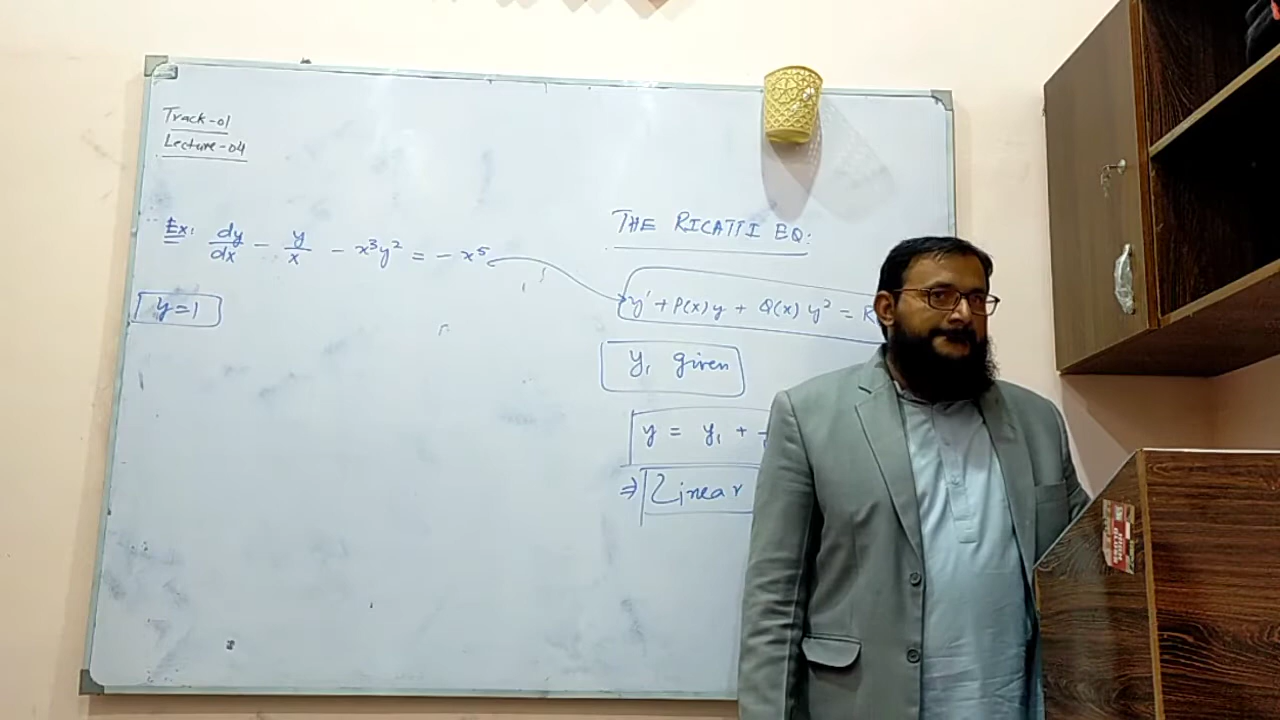 Track-01
Lecture-04
Ex: dy/dx - y/x - x³y² = - x⁵
y=1
THE RICATTI EQ:
y' + P(x)y + Q(x) y² = R
y₁ given
y = y₁ +
⇒ Linear